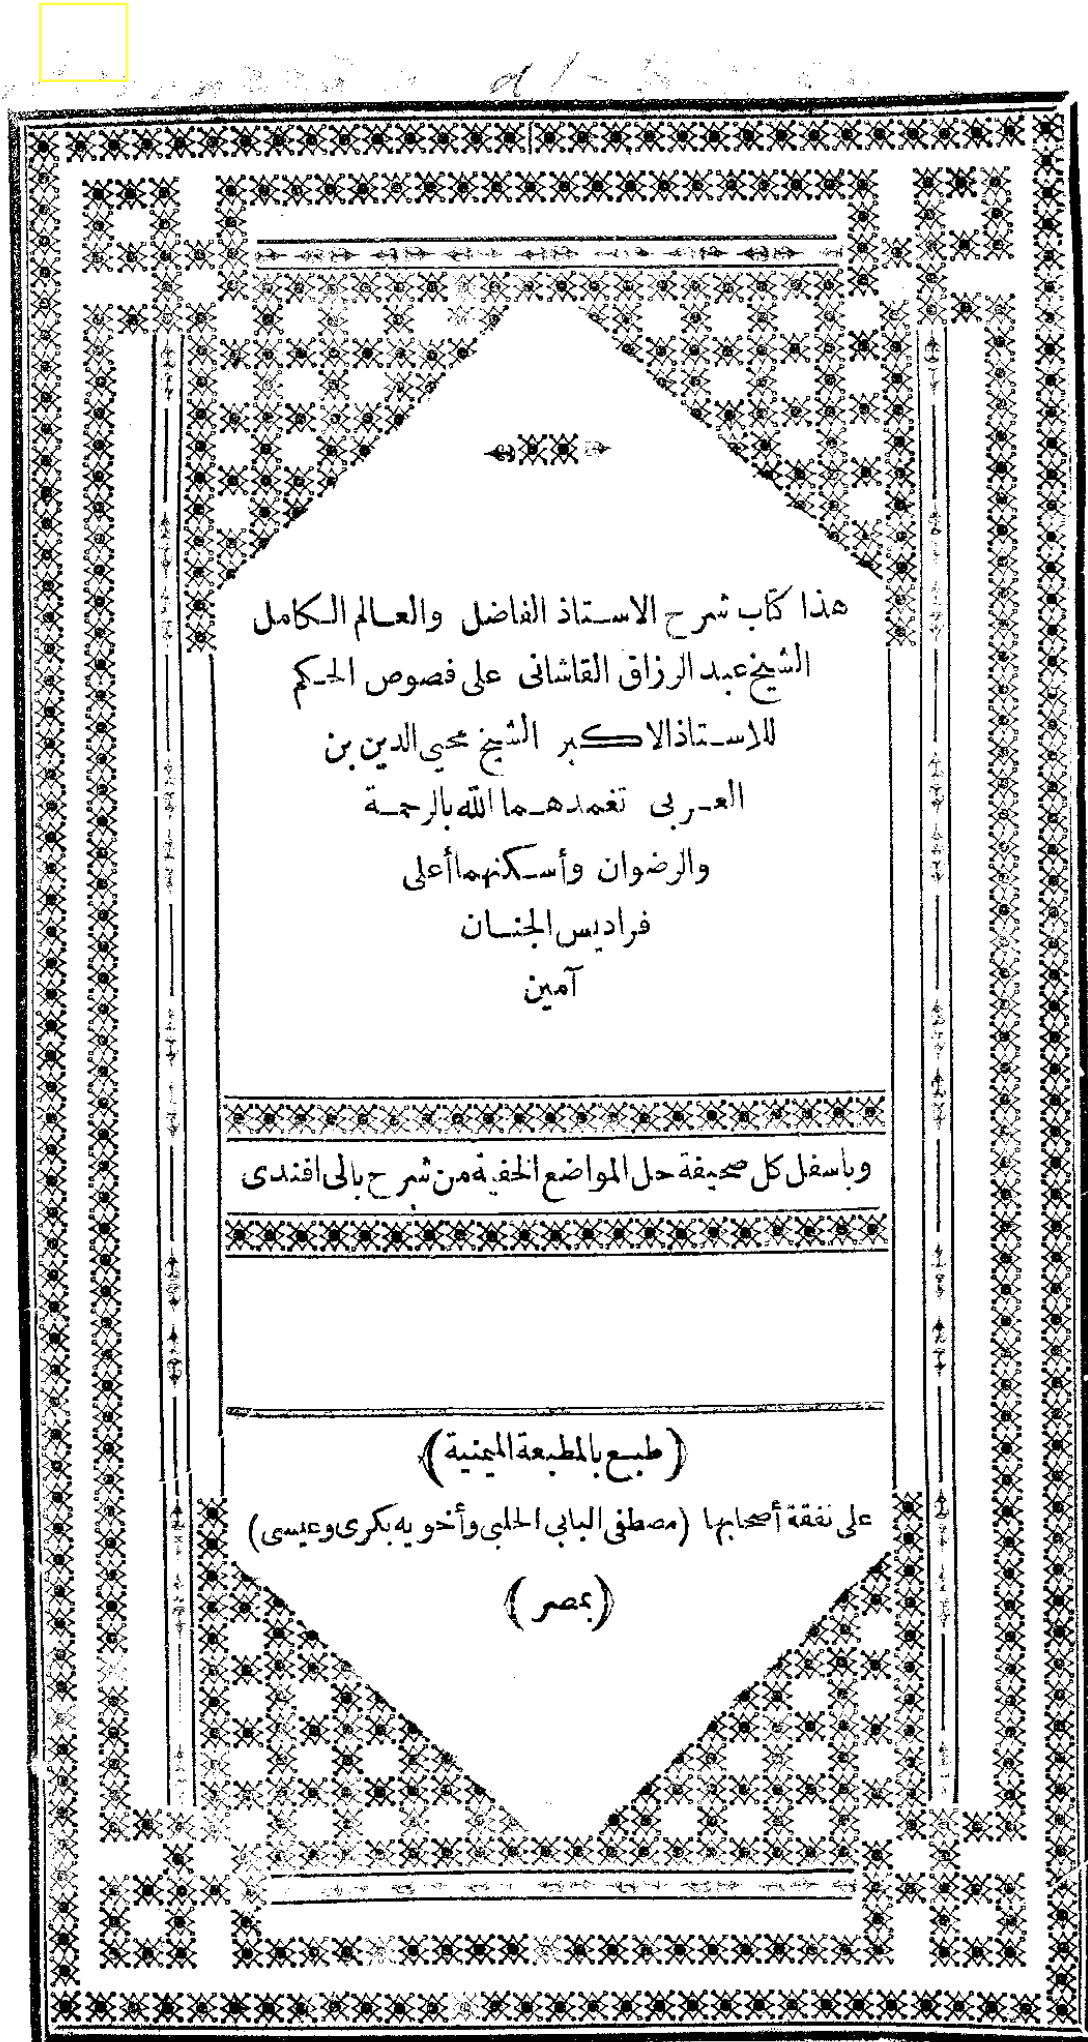 هذا كتاب شرح الاستاذ الفاضل والعالم الكامل
الشيخ عبد الرزاق القاشانى على فصوص الحكم
للاستاذ الاكبر الشيخ محيي الدين بن
العربى تغمدهما الله بالرحمة
والرضوان وأسكنهما أعلى
فراديس الجنان
آمين
وباسفل كل صحيفة حل المواضع الخفية من شرح بالى افندى
(طبع بالمطبعة الميمنية)
على نفقة أصحابها (مصطفى البابى الحلبى وأخويه بكرى وعيسى)
(بمصر)